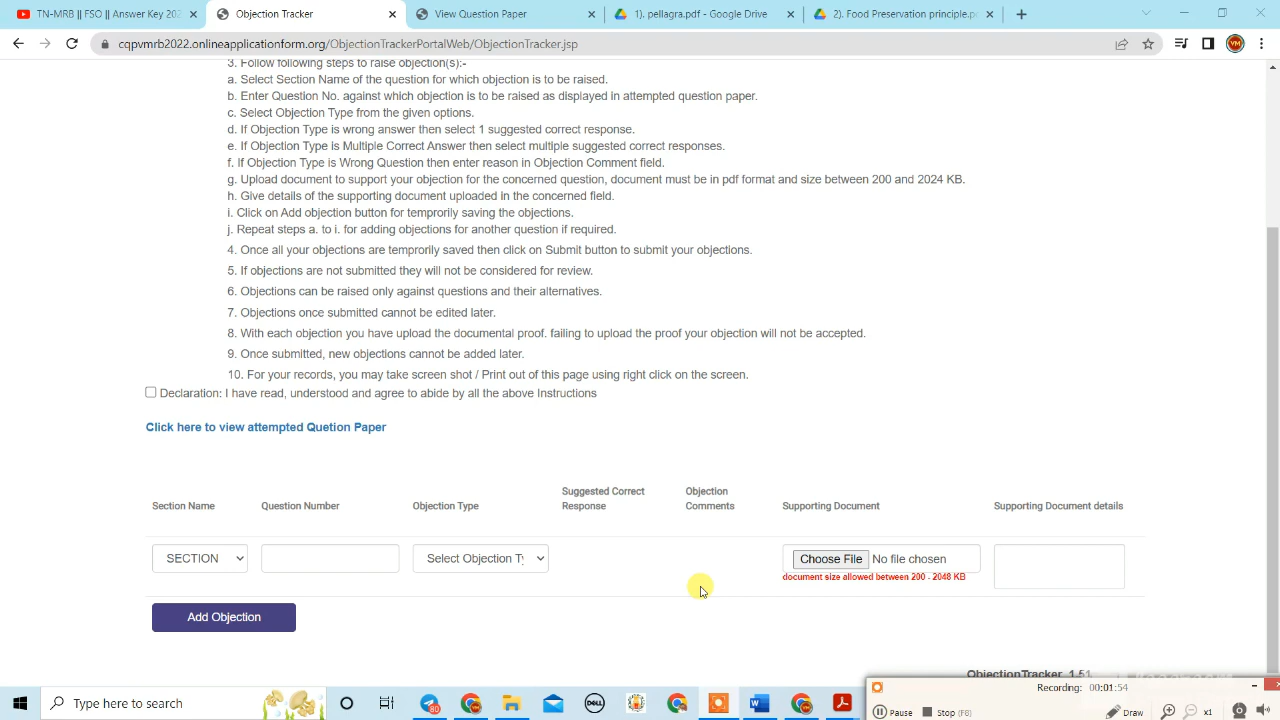 TN-MRB || FSO || Answer Key 202
Objection Tracker
View Question Paper
1). pellagra.pdf - Google Drive
2). Food Preservation principle.p
cqpvmrb2022.onlineapplicationform.org/ObjectionTrackerPortalWeb/ObjectionTracker.jsp
VM
3. Follow following steps to raise objection(s):-
a. Select Section Name of the question for which objection is to be raised.
b. Enter Question No. against which objection is to be raised as displayed in attempted question paper.
c. Select Objection Type from the given options.
d. If Objection Type is wrong answer then select 1 suggested correct response.
e. If Objection Type is Multiple Correct Answer then select multiple suggested correct responses.
f. If Objection Type is Wrong Question then enter reason in Objection Comment field.
g. Upload document to support your objection for the concerned question, document must be in pdf format and size between 200 and 2024 KB.
h. Give details of the supporting document uploaded in the concerned field.
i. Click on Add objection button for temprorily saving the objections.
j. Repeat steps a. to i. for adding objections for another question if required.
4. Once all your objections are temprorily saved then click on Submit button to submit your objections.
5. If objections are not submitted they will not be considered for review.
6. Objections can be raised only against questions and their alternatives.
7. Objections once submitted cannot be edited later.
8. With each objection you have upload the documental proof. failing to upload the proof your objection will not be accepted.
9. Once submitted, new objections cannot be added later.
10. For your records, you may take screen shot / Print out of this page using right click on the screen.
Declaration: I have read, understood and agree to abide by all the above Instructions
Click here to view attempted Quetion Paper
Section Name Question Number Objection Type Suggested Correct Response Objection Comments Supporting Document Supporting Document details
SECTION Select Objection Ty Choose File No file chosen
document size allowed between 200 - 2048 KB
Add Objection
ObjectionTracker_1.51
Recording: 00:01:54
Type here to search
80
DELL
Pause Stop (F8) Draw x1